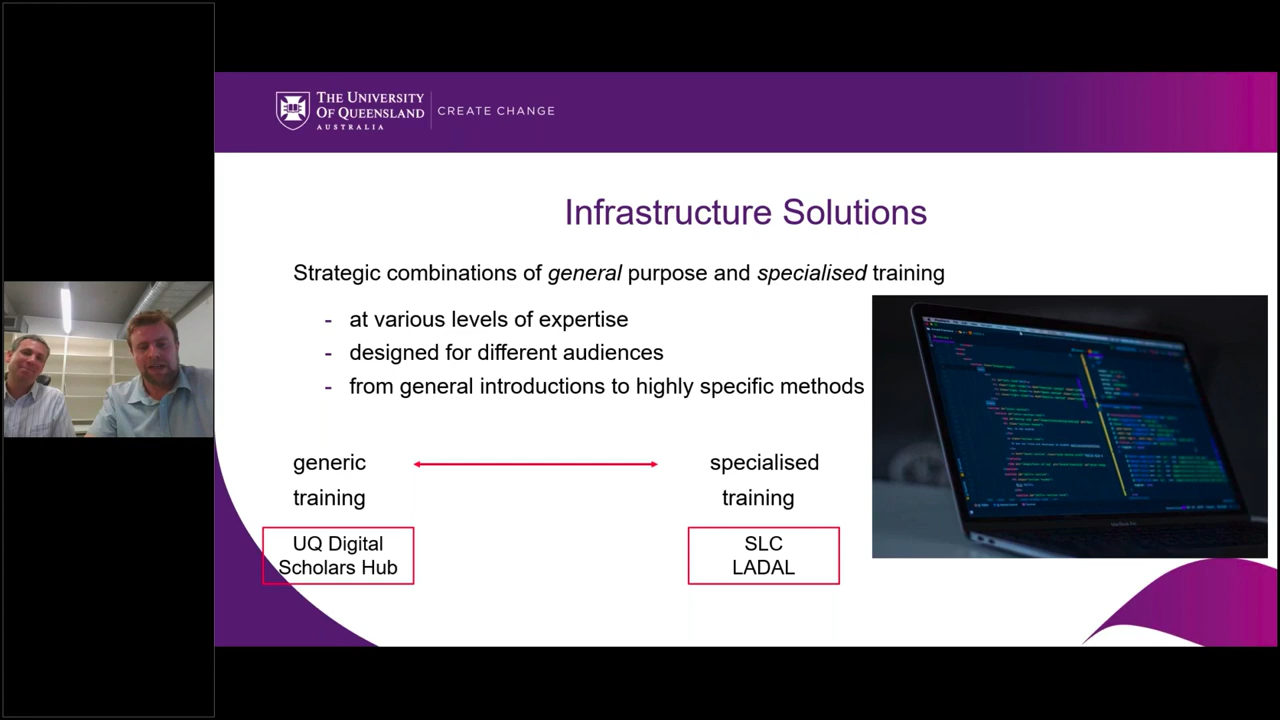 THE UNIVERSITY
OF QUEENSLAND
AUSTRALIA
CREATE CHANGE
Infrastructure Solutions
Strategic combinations of general purpose and specialised training
- at various levels of expertise
- designed for different audiences
- from general introductions to highly specific methods
generic
training
specialised
training
UQ Digital
Scholars Hub
SLC
LADAL